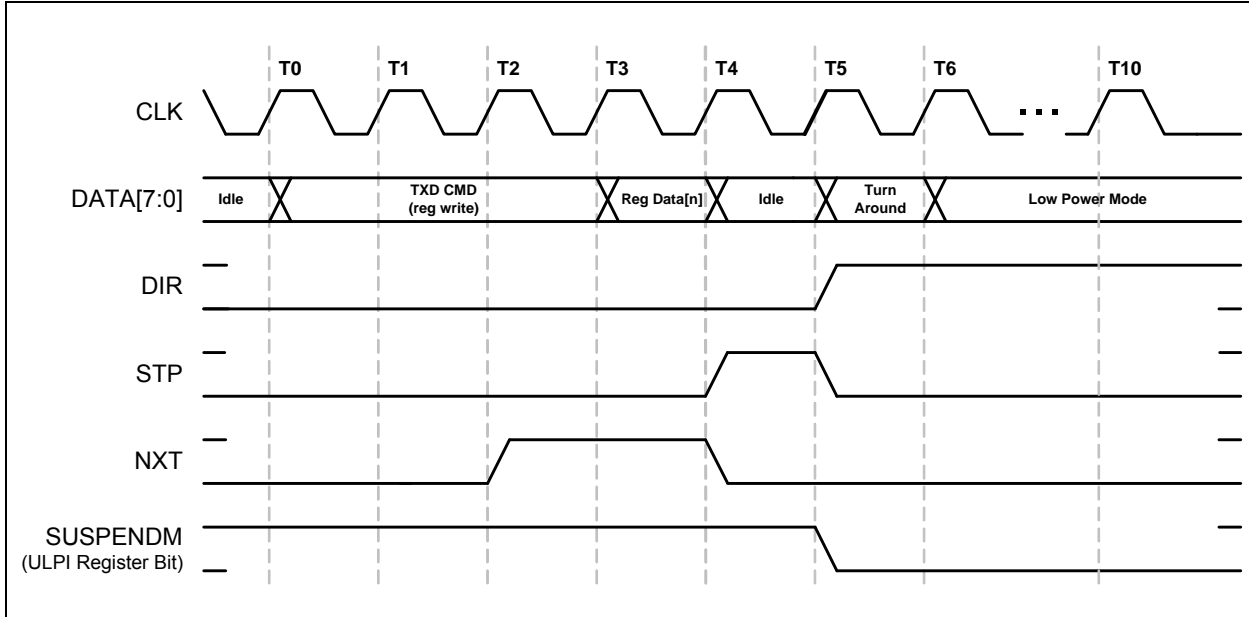 T0 T1 T2 T3 T4 T5 T6 T10
CLK ...
DATA[7:0] Idle TXD CMD Reg Data[n] Idle Turn Low Power Mode
(reg write) Around
DIR
STP
NXT
SUSPENDM
(ULPI Register Bit)